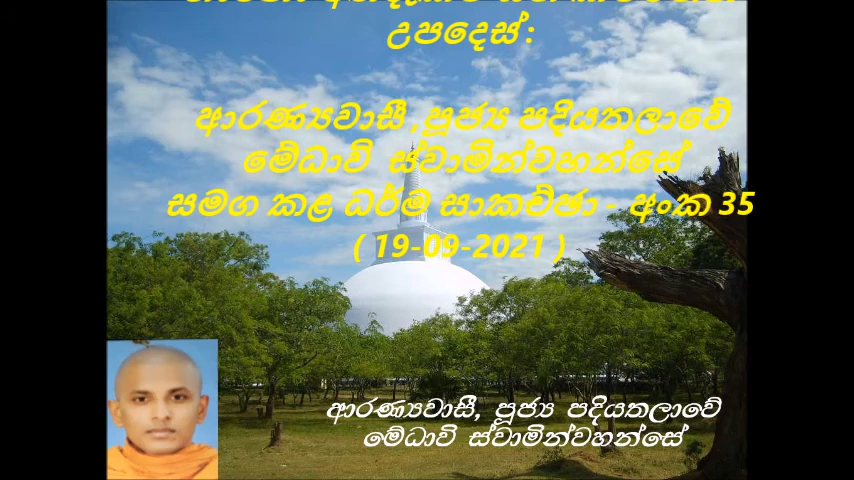 උපදෙස් :
ආරණ්‍යවාසී , පූජ්‍ය පදියතලාවේ
මේධාවි ස්වාමින්වහන්සේ
සමග කළ ධර්ම සාකච්ඡා - අංක 35
( 19-09-2021 )
ආරණ්‍යවාසී, පූජ්‍ය පදියතලාවේ
මේධාවි ස්වාමින්වහන්සේ